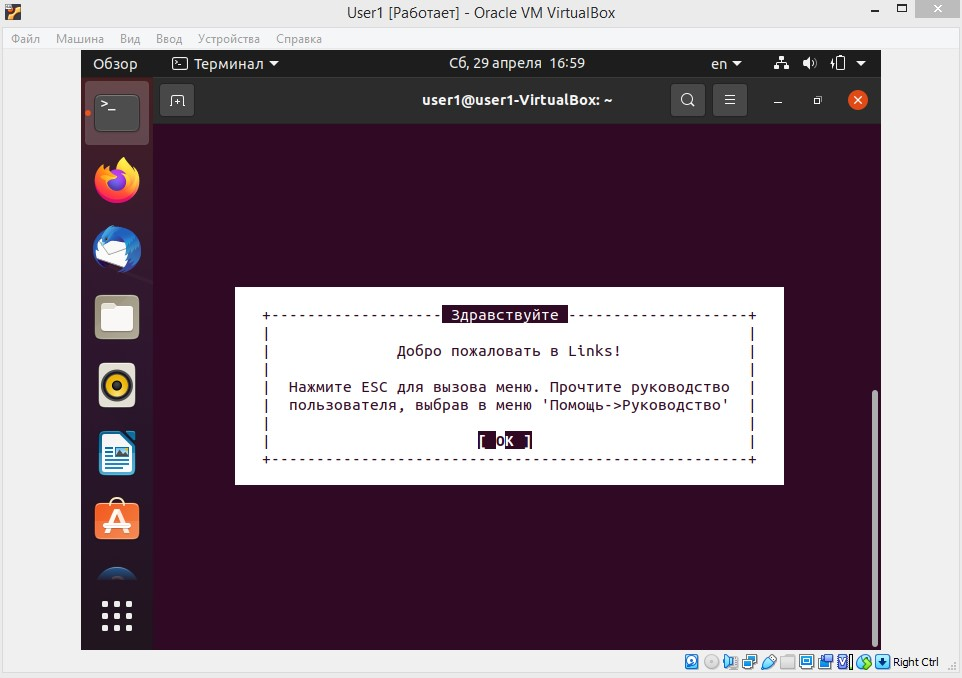 User1 [Работает] - Oracle VM VirtualBox
Файл Машина Вид Ввод Устройства Справка
Обзор Терминал Сб, 29 апреля 16:59 en
>_ user1@user1-VirtualBox: ~
Здравствуйте
Добро пожаловать в Links!
Нажмите ESC для вызова меню. Прочтите руководство
пользователя, выбрав в меню 'Помощь->Руководство'
[ OK ]
Right Ctrl